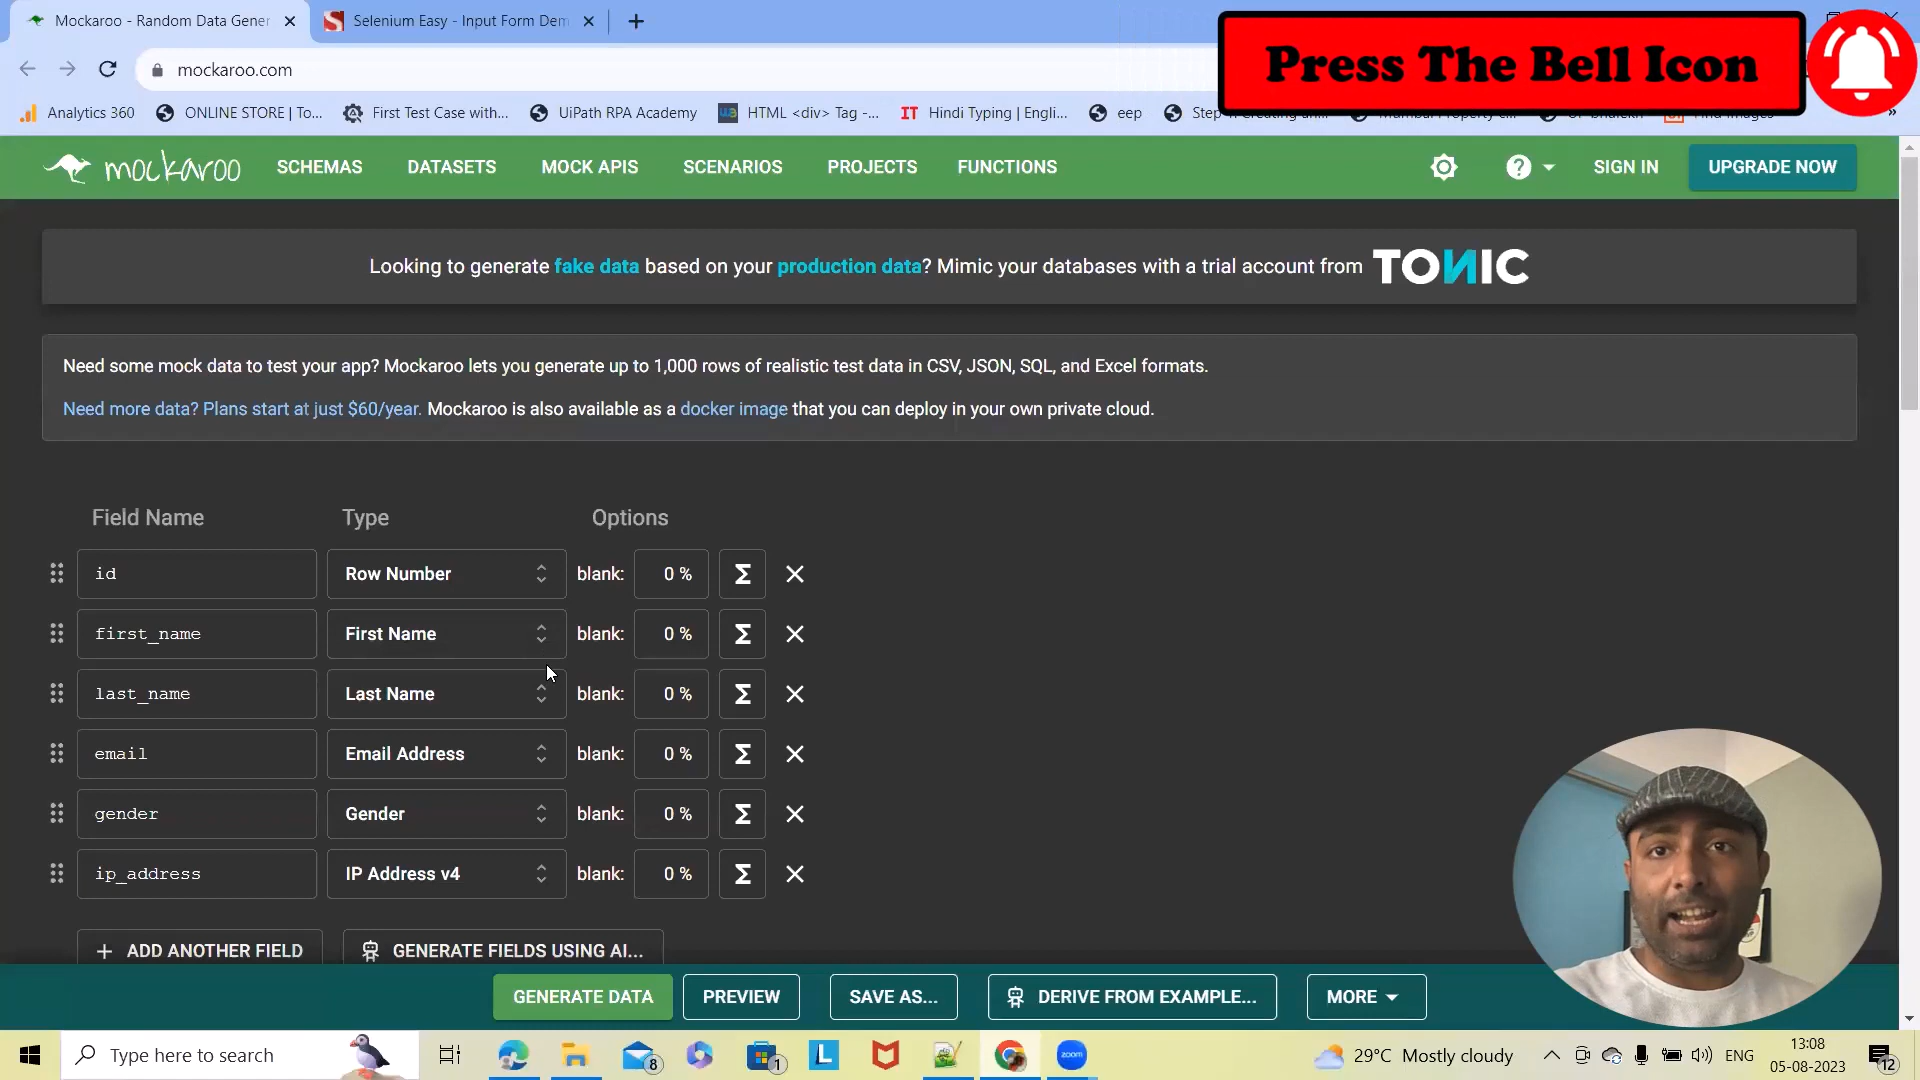 Mockaroo - Random Data Gener
Selenium Easy - Input Form Dem
Press The Bell Icon
mockaroo.com
Analytics 360
ONLINE STORE | To...
First Test Case with...
UiPath RPA Academy
HTML <div> Tag -...
Hindi Typing | Engli...
eep
mockaroo
SCHEMAS
DATASETS
MOCK APIS
SCENARIOS
PROJECTS
FUNCTIONS
SIGN IN
UPGRADE NOW
Looking to generate fake data based on your production data? Mimic your databases with a trial account from TONIC
Need some mock data to test your app? Mockaroo lets you generate up to 1,000 rows of realistic test data in CSV, JSON, SQL, and Excel formats.
Need more data? Plans start at just $60/year. Mockaroo is also available as a docker image that you can deploy in your own private cloud.
Field Name Type Options
id Row Number blank: 0 % Σ
first_name First Name blank: 0 % Σ
last_name Last Name blank: 0 % Σ
email Email Address blank: 0 % Σ
gender Gender blank: 0 % Σ
ip_address IP Address v4 blank: 0 % Σ
+ ADD ANOTHER FIELD
GENERATE FIELDS USING AI...
GENERATE DATA
PREVIEW
SAVE AS...
DERIVE FROM EXAMPLE...
MORE
Type here to search
8
1
L
zoom
29°C Mostly cloudy
ENG
13:08
05-08-2023
12